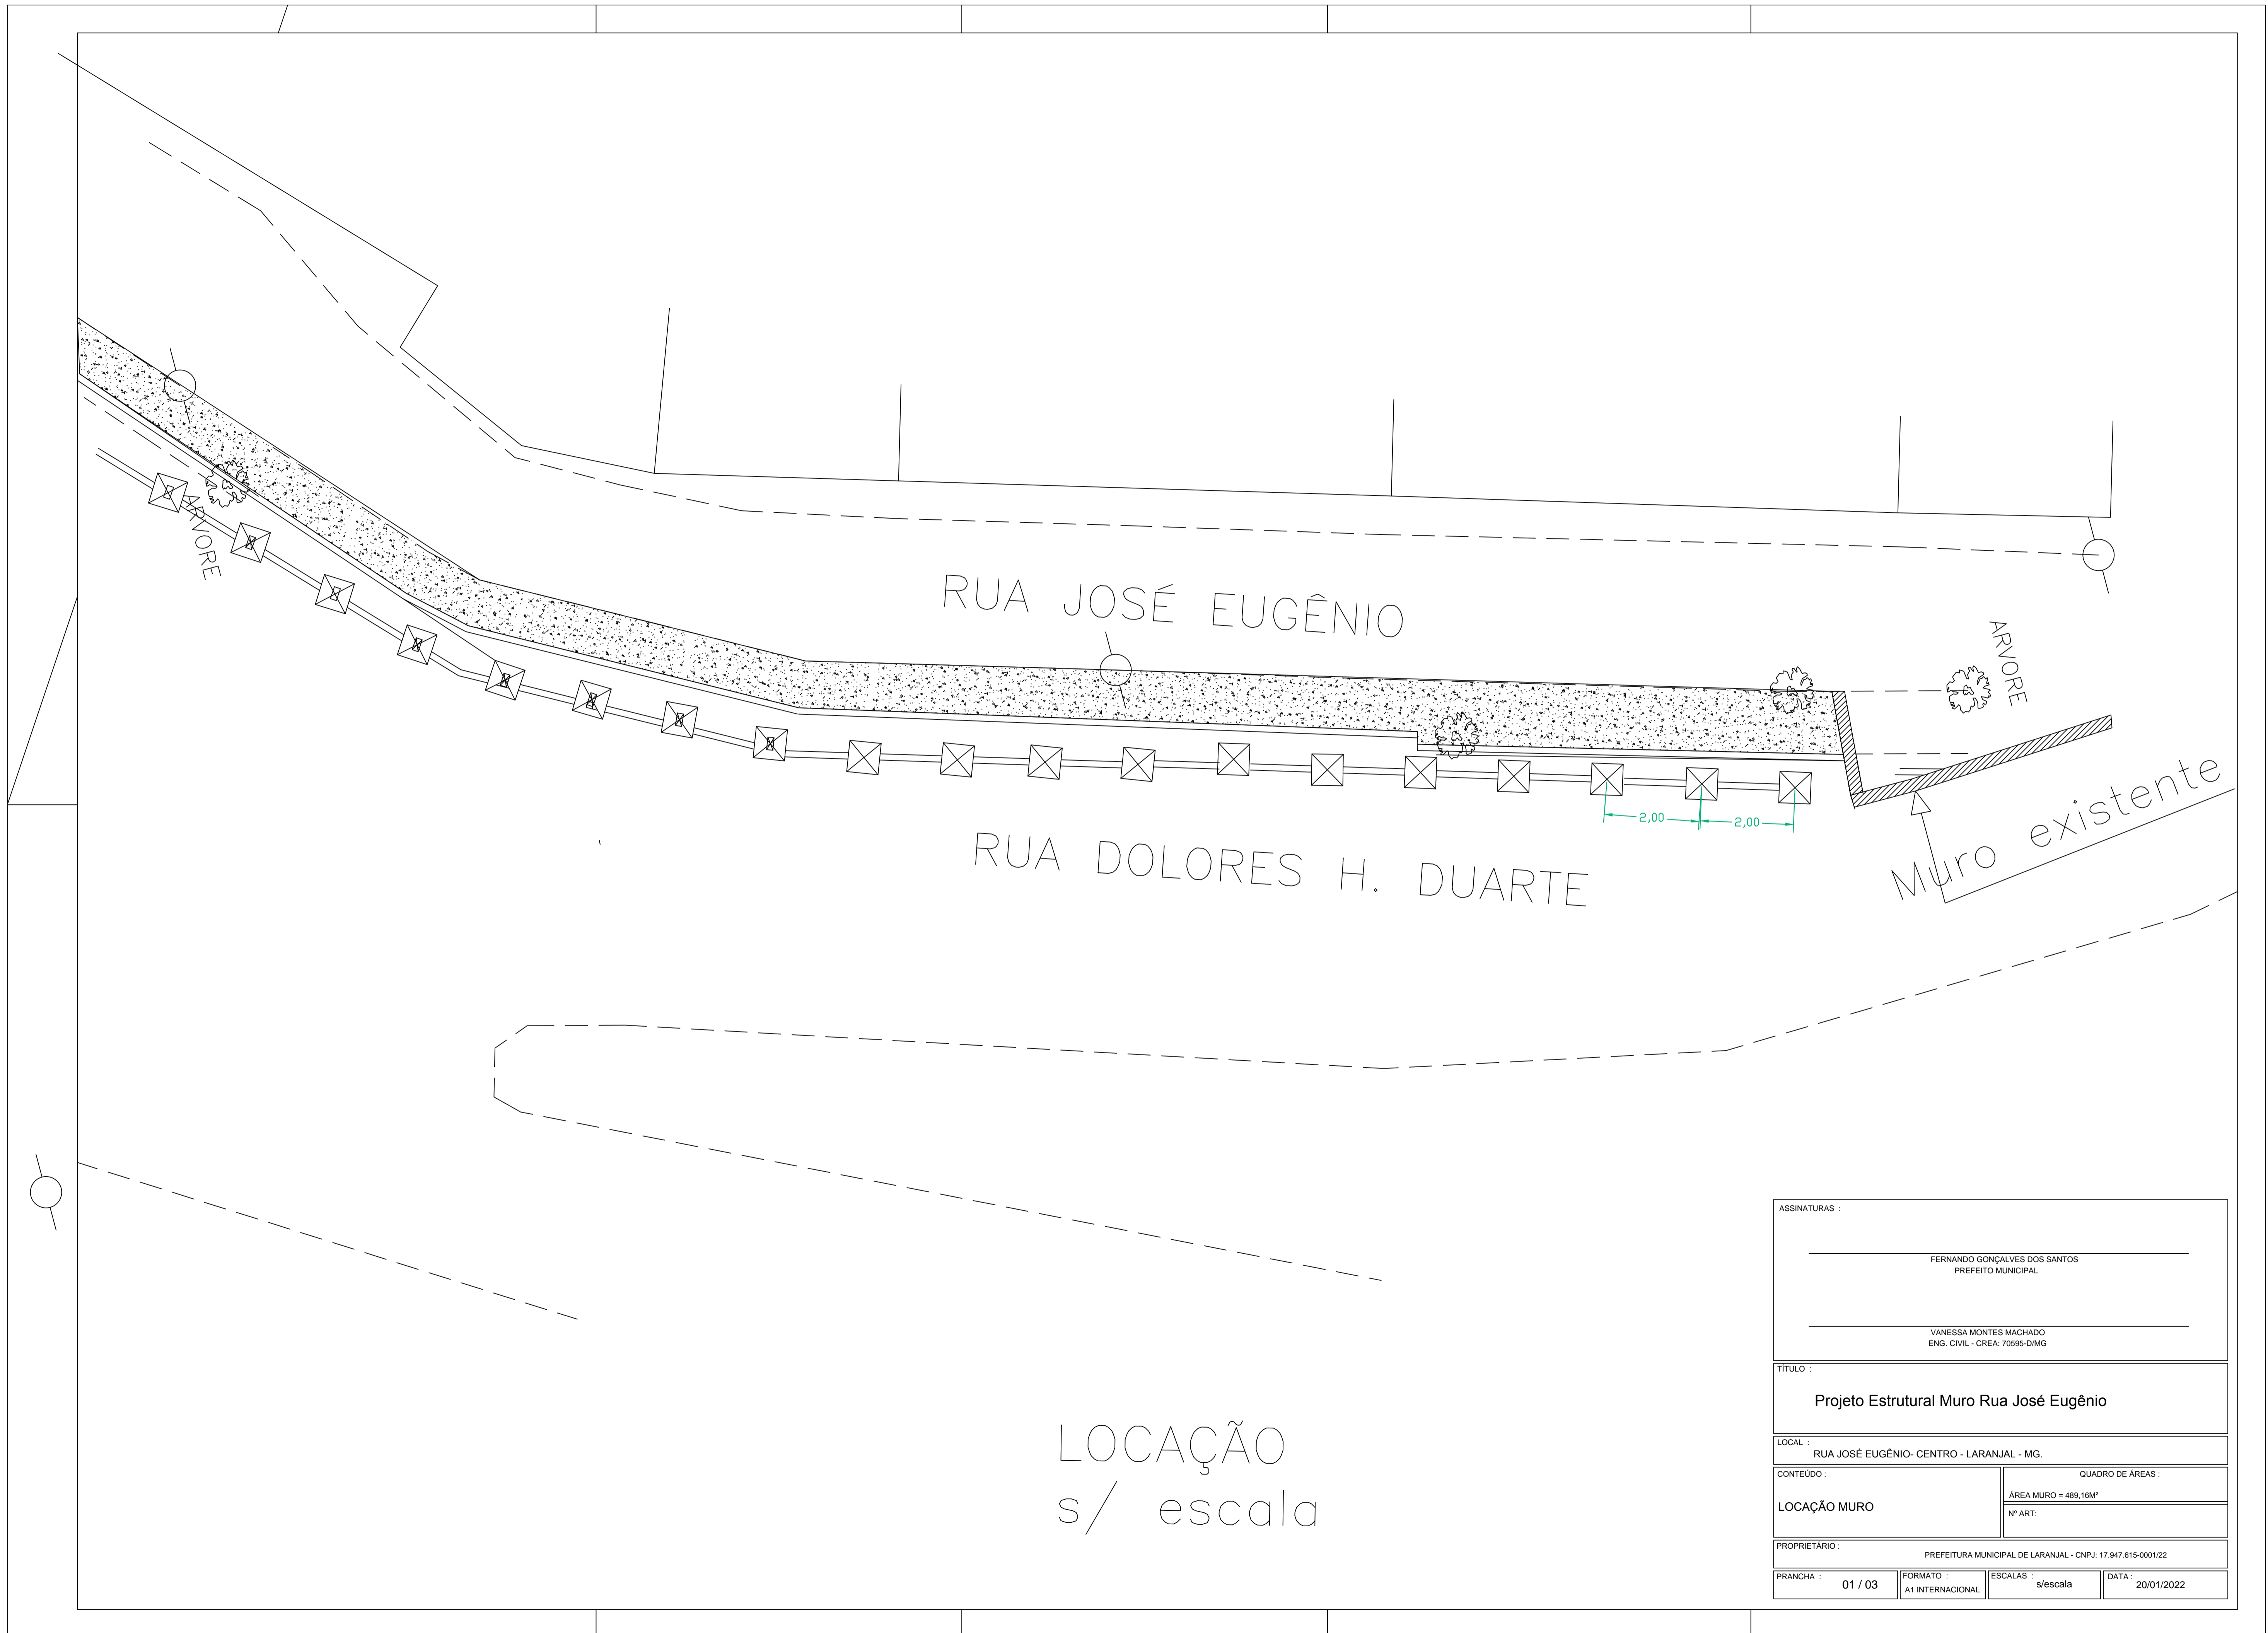 ARVORE
RUA JOSÉ EUGÊNIO
ARVORE
2,00
2,00
RUA DOLORES H. DUARTE
Muro existente
LOCAÇÃO
s/ escala
ASSINATURAS :
FERNANDO GONÇALVES DOS SANTOS
PREFEITO MUNICIPAL
VANESSA MONTES MACHADO
ENG. CIVIL - CREA: 70595-D/MG
TÍTULO :
Projeto Estrutural Muro Rua José Eugênio
LOCAL :
RUA JOSÉ EUGÊNIO- CENTRO - LARANJAL - MG.
CONTEÚDO :
LOCAÇÃO MURO
QUADRO DE ÁREAS :
ÁREA MURO = 489,16M²
Nº ART:
PROPRIETÁRIO :
PREFEITURA MUNICIPAL DE LARANJAL - CNPJ: 17.947.615-0001/22
PRANCHA :
01 / 03
FORMATO :
A1 INTERNACIONAL
ESCALAS :
s/escala
DATA :
20/01/2022